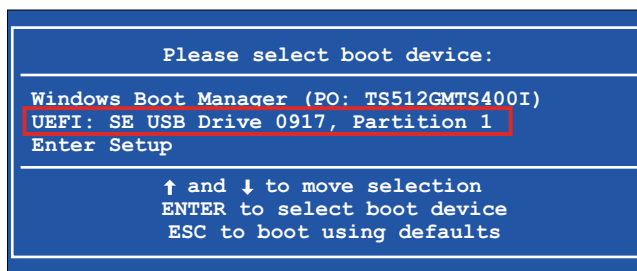 Please select boot device:
Windows Boot Manager (PO: TS512GMTS400I)
UEFI: SE USB Drive 0917, Partition 1
Enter Setup
↑ and ↓ to move selection
ENTER to select boot device
ESC to boot using defaults